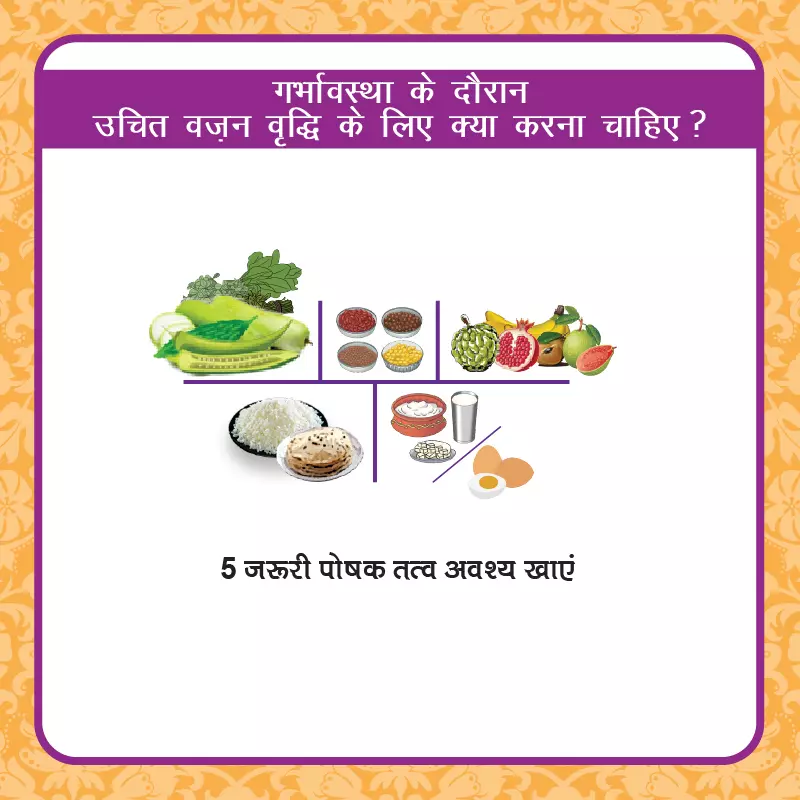 गर्भावस्था के दौरान
उचित वज़न वृद्धि के लिए क्या करना चाहिए ?
5 जरूरी पोषक तत्व अवश्य खाएं